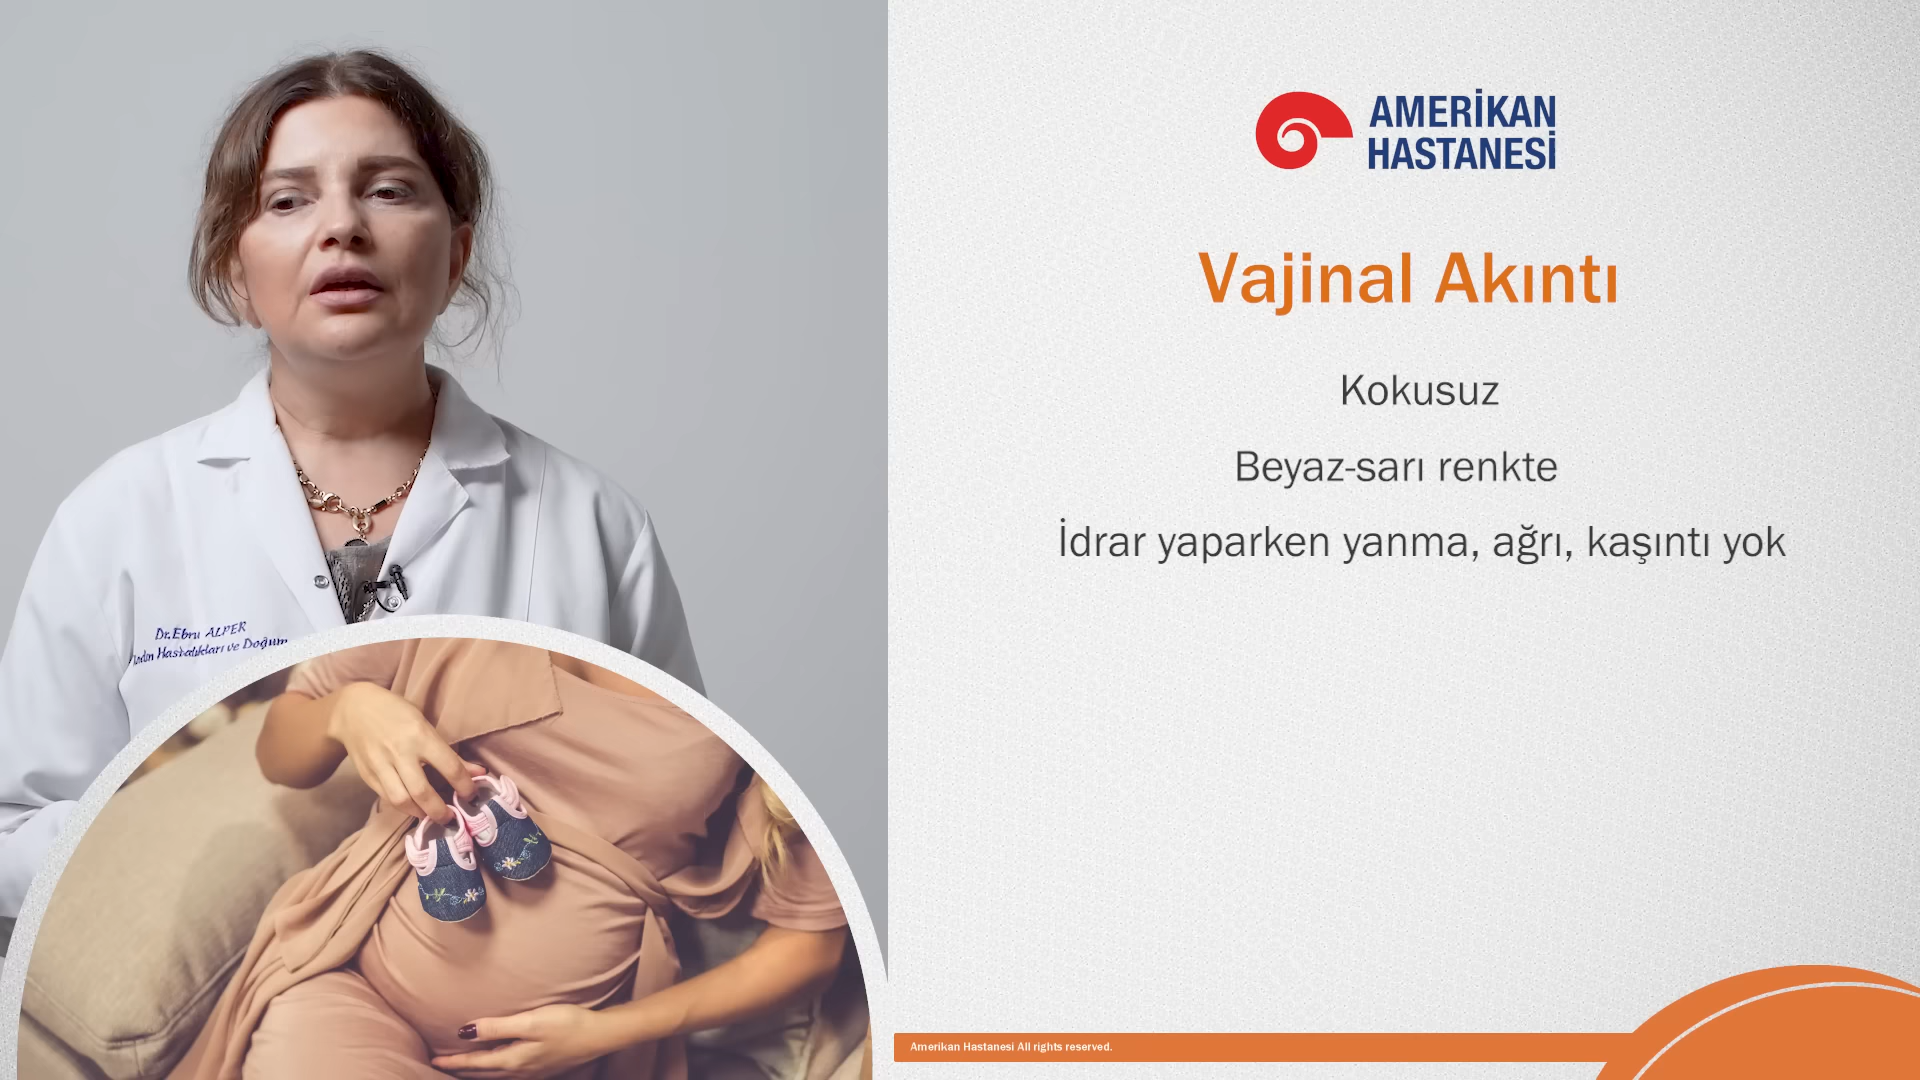 AMERİKAN
HASTANESİ
Vajinal Akıntı
Kokusuz
Beyaz-sarı renkte
İdrar yaparken yanma, ağrı, kaşıntı yok
Dr. Ebru ALPER
Kadın Hastalıkları ve Doğum
Amerikan Hastanesi All rights reserved.